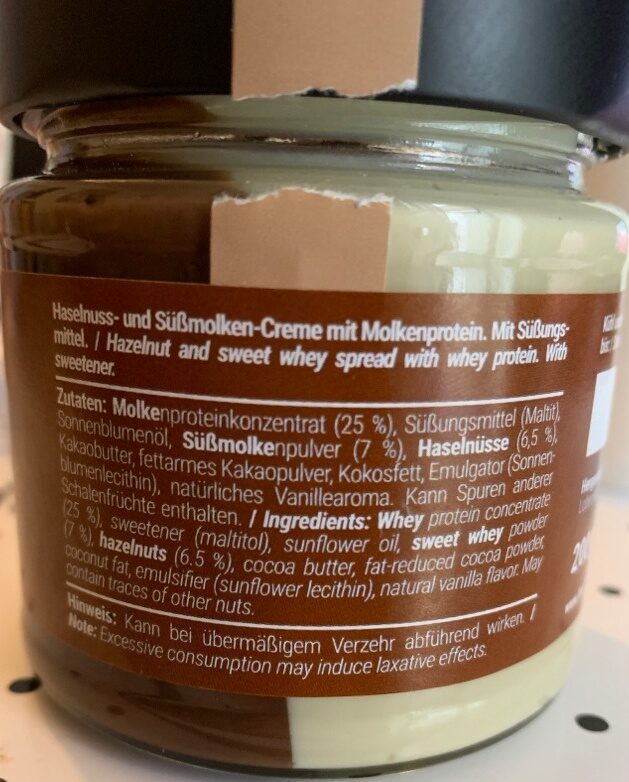 Haselnuss- und Süßmolken-Creme mit Molkenprotein. Mit Süßungs-
mittel. / Hazelnut and sweet whey spread with whey protein. With
sweetener.
Zutaten: Molkenproteinkonzentrat (25 %), Süßungsmittel (Maltit),
Sonnenblumenöl, Süßmolkenpulver (7 %), Haselnüsse (6,5 %),
Kakaobutter, fettarmes Kakaopulver, Kokosfett, Emulgator (Sonnen-
blumenlecithin), natürliches Vanillearoma. Kann Spuren anderer
Schalenfrüchte enthalten. / Ingredients: Whey protein concentrate
(25 %), sweetener (maltitol), sunflower oil, sweet whey powder
(7 %), hazelnuts (6.5 %), cocoa butter, fat-reduced cocoa powder,
coconut fat, emulsifier (sunflower lecithin), natural vanilla flavor. May
contain traces of other nuts.
Hinweis: Kann bei übermäßigem Verzehr abführend wirken. /
Note: Excessive consumption may induce laxative effects.